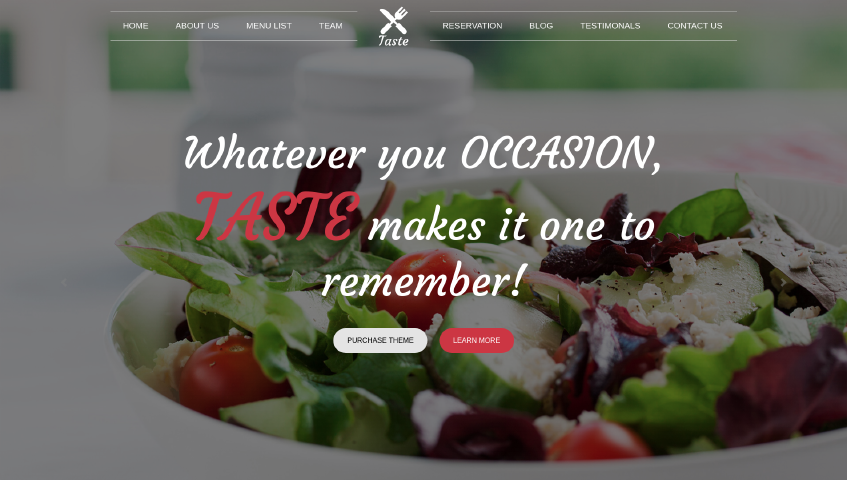 HOME ABOUT US MENU LIST TEAM
Taste
RESERVATION BLOG TESTIMONALS CONTACT US
Whatever you OCCASION,
TASTE makes it one to
remember!
PURCHASE THEME LEARN MORE